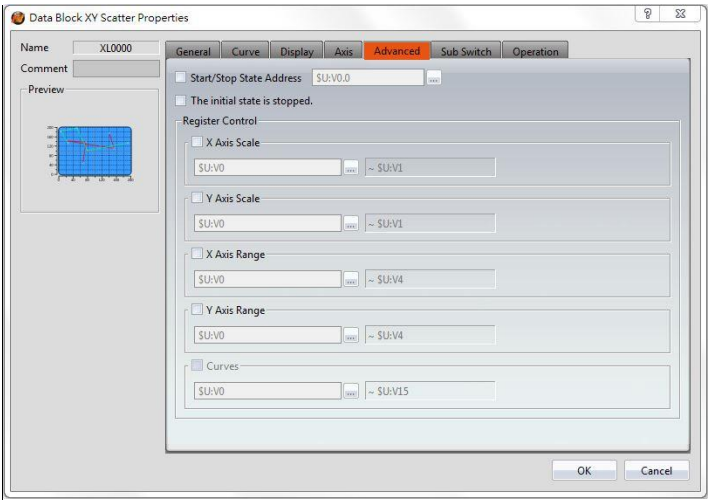 Data Block XY Scatter Properties
?
Name XL0000
Comment
Preview
General Curve Display Axis Advanced Sub Switch Operation
Start/Stop State Address $U:V0.0 ...
The initial state is stopped.
Register Control
X Axis Scale
$U:V0 ... ~ $U:V1
Y Axis Scale
$U:V0 ... ~ $U:V1
X Axis Range
$U:V0 ... ~ $U:V4
Y Axis Range
$U:V0 ... ~ $U:V4
Curves
$U:V0 ... ~ $U:V15
OK Cancel